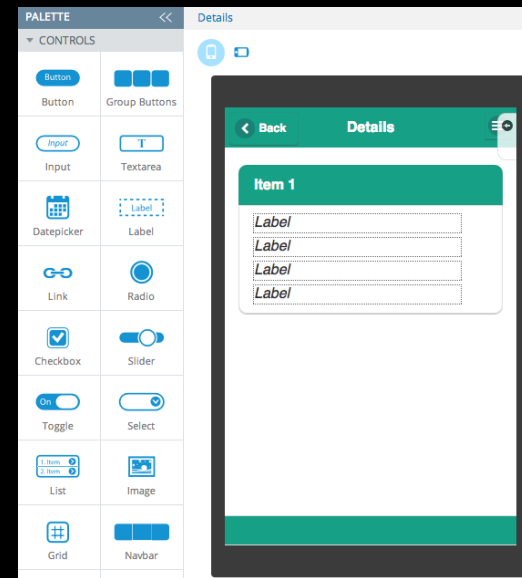 PALETTE
Details
CONTROLS
Button
Button
Group Buttons
Input
T
Input
Textarea
Label
Datepicker
Label
Link
Radio
Checkbox
Slider
On
Toggle
Select
1. Item
2. Item
List
Image
Grid
Navbar
Back
Details
Item 1
Label
Label
Label
Label